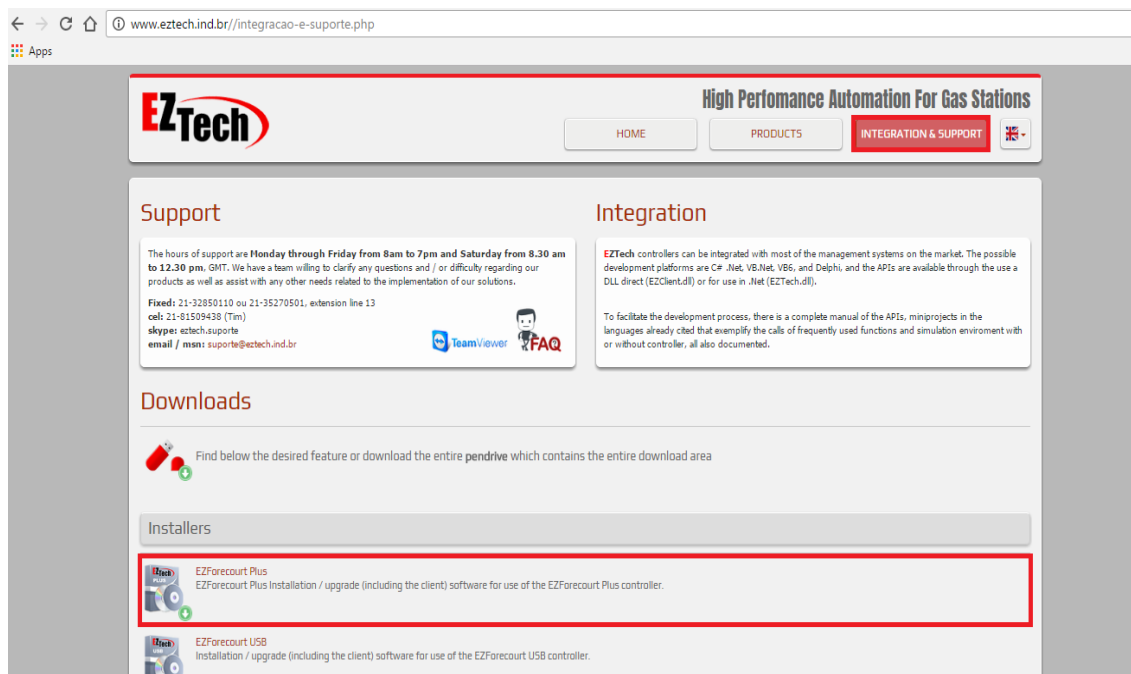 www.eztech.ind.br//integracao-e-suporte.php
Apps
EZTech
High Perfomance Automation For Gas Stations
HOME
PRODUCTS
INTEGRATION & SUPPORT
Support
The hours of support are Monday through Friday from 8am to 7pm and Saturday from 8.30 am
to 12.30 pm, GMT. We have a team willing to clarify any questions and / or difficulty regarding our
products as well as assist with any other needs related to the implementation of our solutions.
Fixed: 21-32850110 ou 21-35270501, extension line 13
cel: 21-81509438 (Tim)
skype: eztech.suporte
email / msn: suporte@eztech.ind.br
TeamViewer
FAQ
Integration
EZTech controllers can be integrated with most of the management systems on the market. The possible
development platforms are C# .Net, VB.Net, VB6, and Delphi, and the APIs are available through the use a
DLL direct (EZClient.dll) or for use in .Net (EZTech.dll).
To facilitate the development process, there is a complete manual of the APIs, miniprojects in the
languages already cited that exemplify the calls of frequently used functions and simulation enviroment with
or without controller, all also documented.
Downloads
Find below the desired feature or download the entire pendrive which contains the entire download area
Installers
EZTech
PLUS
EZForecourt Plus
EZForecourt Plus Installation / upgrade (including the client) software for use of the EZForecourt Plus controller.
EZTech
USB
EZForecourt USB
Installation / upgrade (including the client) software for use of the EZForecourt USB controller.